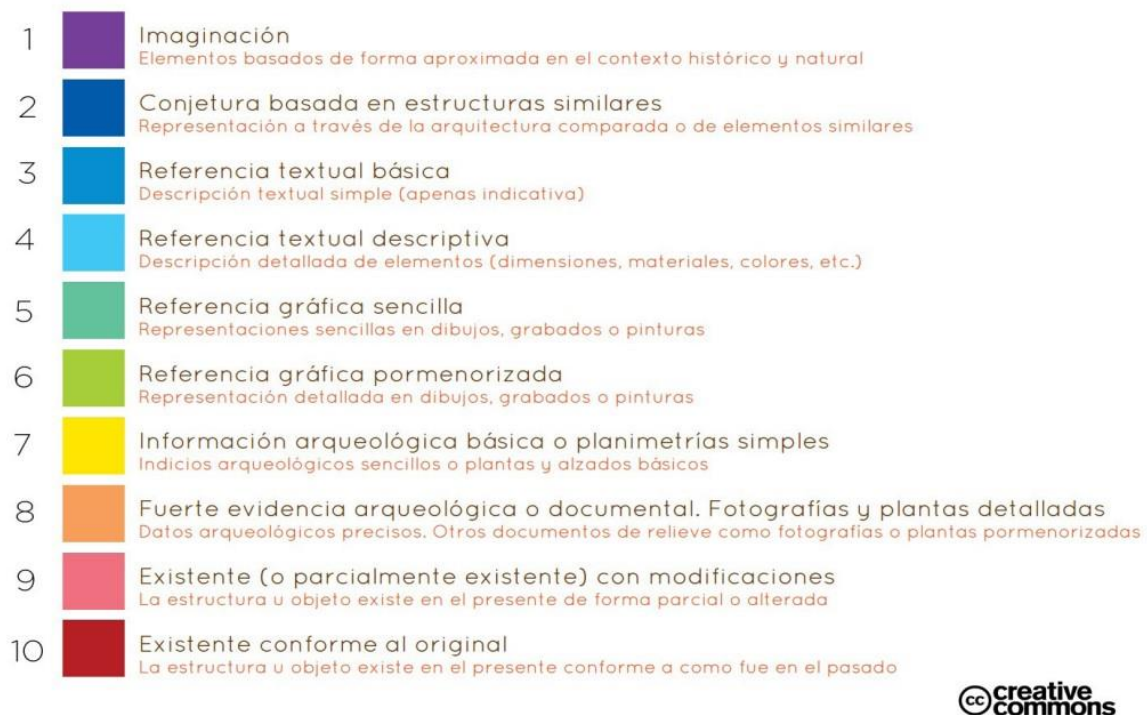 1 Imaginación
Elementos basados de forma aproximada en el contexto histórico y natural
2 Conjetura basada en estructuras similares
Representación a través de la arquitectura comparada o de elementos similares
3 Referencia textual básica
Descripción textual simple (apenas indicativa)
4 Referencia textual descriptiva
Descripción detallada de elementos (dimensiones, materiales, colores, etc.)
5 Referencia gráfica sencilla
Representaciones sencillas en dibujos, grabados o pinturas
6 Referencia gráfica pormenorizada
Representación detallada en dibujos, grabados o pinturas
7 Información arqueológica básica o planimetrías simples
Indicios arqueológicos sencillos o plantas y alzados básicos
8 Fuerte evidencia arqueológica o documental. Fotografías y plantas detalladas
Datos arqueológicos precisos. Otros documentos de relieve como fotografías o plantas pormenorizadas
9 Existente (o parcialmente existente) con modificaciones
La estructura u objeto existe en el presente de forma parcial o alterada
10 Existente conforme al original
La estructura u objeto existe en el presente conforme a como fue en el pasado
cc creative
commons